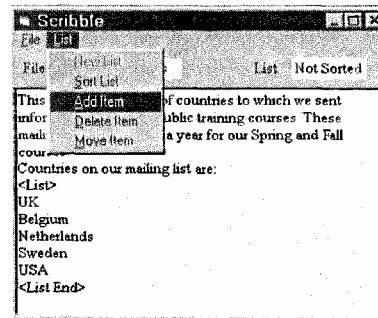 Scribble
File List
File List Not Sorted
New List
Sort List
Add Item
Delete Item
Move Item
This of countries to which we sent
infor ublic training courses These
maili a year for our Spring and Fall
course
Countries on our mailing list are:
<List>
UK
Belgium
Netherlands
Sweden
USA
<List End>